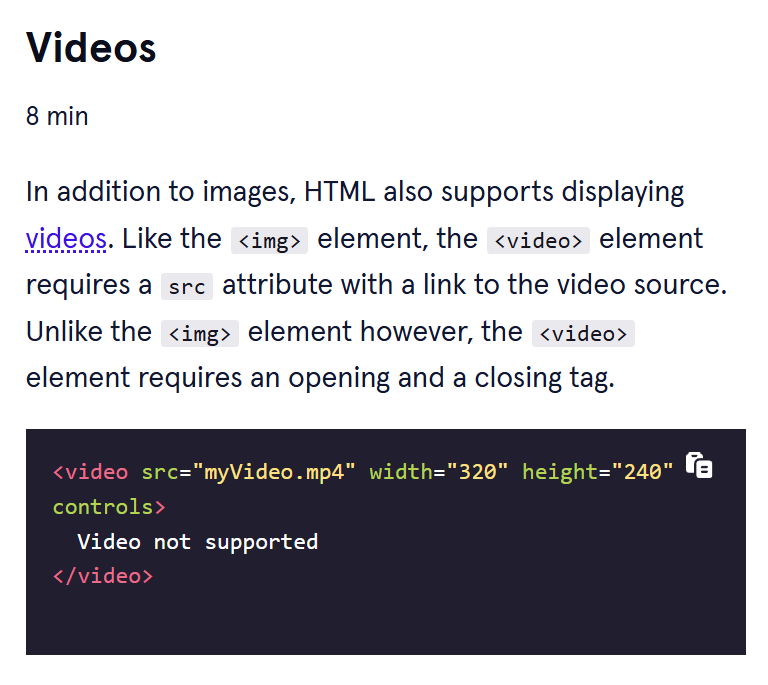 Videos
8 min
In addition to images, HTML also supports displaying
videos. Like the <img> element, the <video> element
requires a src attribute with a link to the video source.
Unlike the <img> element however, the <video>
element requires an opening and a closing tag.
<video src="myVideo.mp4" width="320" height="240"
controls>
Video not supported
</video>